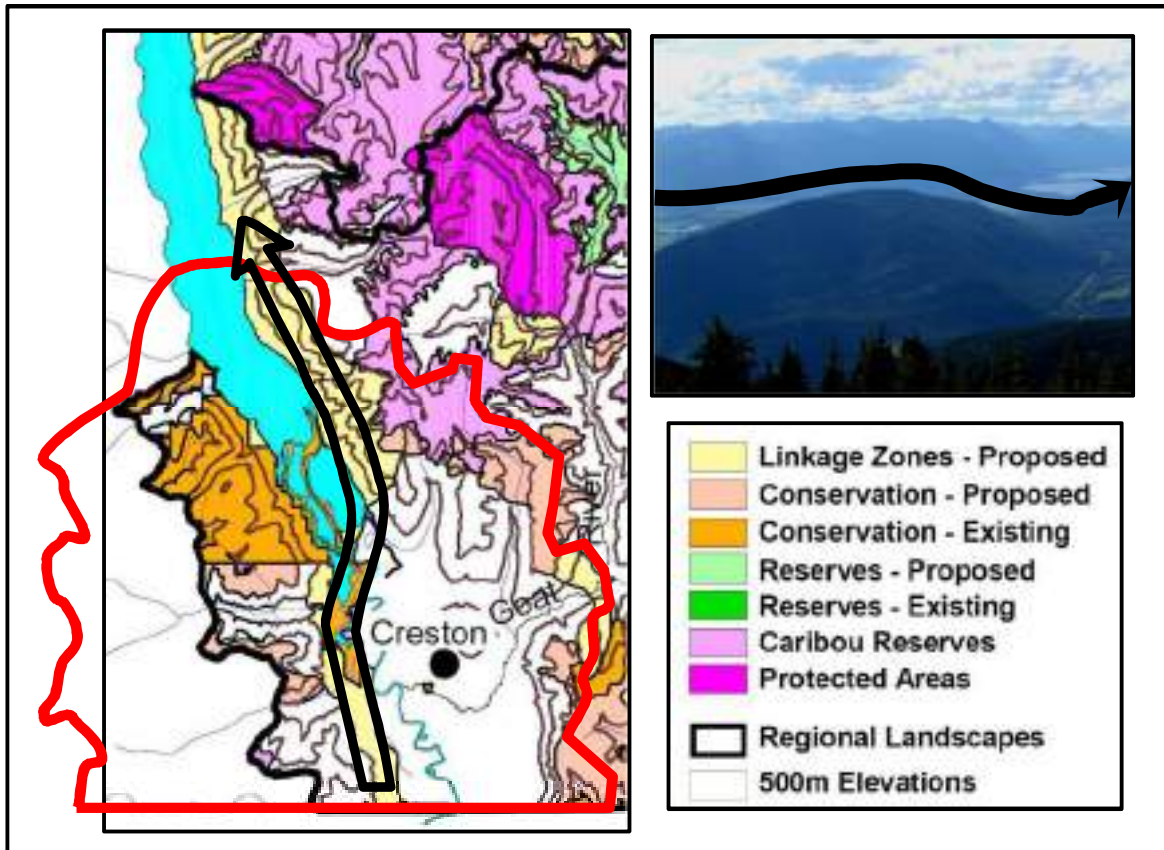 River
Goat
Creston
Linkage Zones - Proposed
Conservation - Proposed
Conservation - Existing
Reserves - Proposed
Reserves - Existing
Caribou Reserves
Protected Areas
Regional Landscapes
500m Elevations